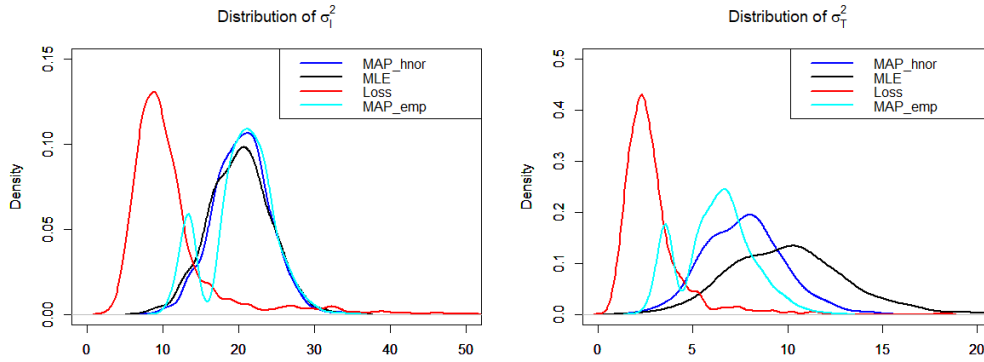 Distribution of σ_I^2
0.15
0.10
0.05
0.00
Density
MAP_hnor
MLE
Loss
MAP_emp
0 10 20 30 40 50
Distribution of σ_T^2
0.5
0.4
0.3
0.2
0.1
0.0
Density
MAP_hnor
MLE
Loss
MAP_emp
0 5 10 15 20